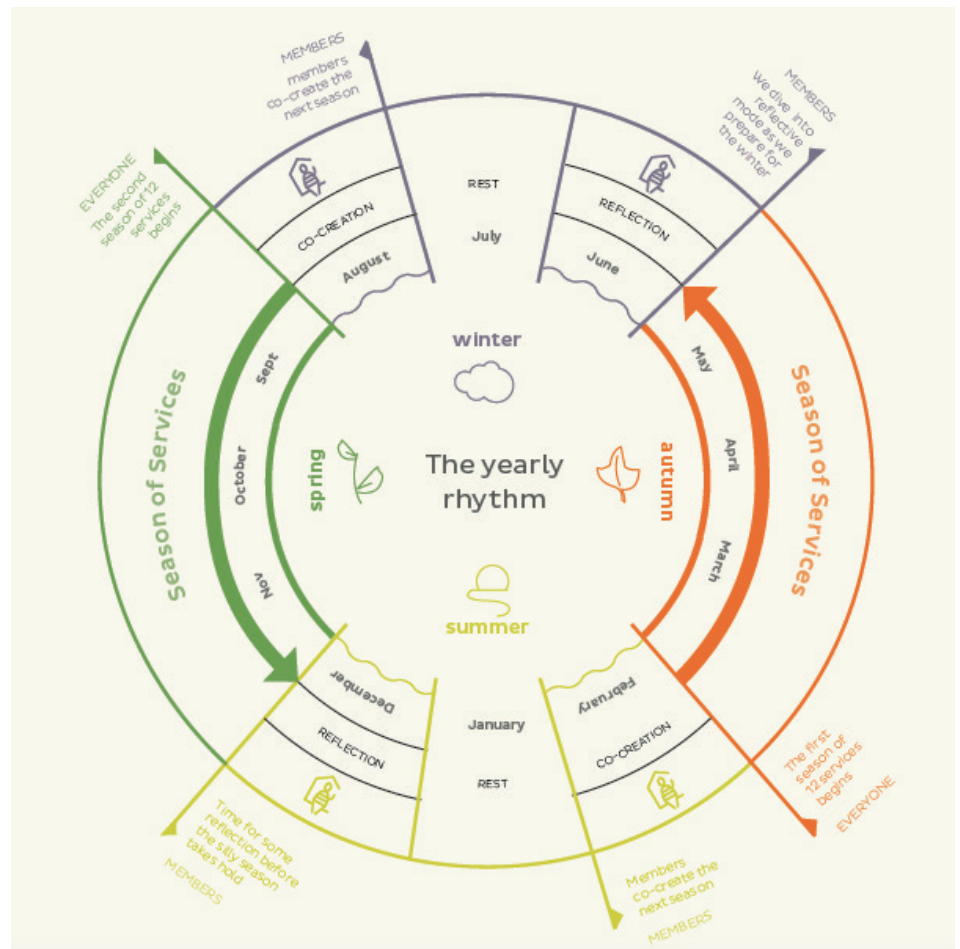 MEMBERS
members
co-create the
next season
MEMBERS
We dive into
reflective
mode as we
prepare for
the winter
EVERYONE
The second
season of 12
services
begins
CO-CREATION
August
REST
July
REFLECTION
June
winter
Season of Services
Sept
October
Nov
spring
The yearly
rhythm
autumn
May
April
March
Season of Services
summer
December
REFLECTION
January
REST
February
CO-CREATION
Time for some
reflection before
the silly season
takes hold
MEMBERS
Members
co-create the
next season
MEMBERS
The first
season of
12 services
begins
EVERYONE